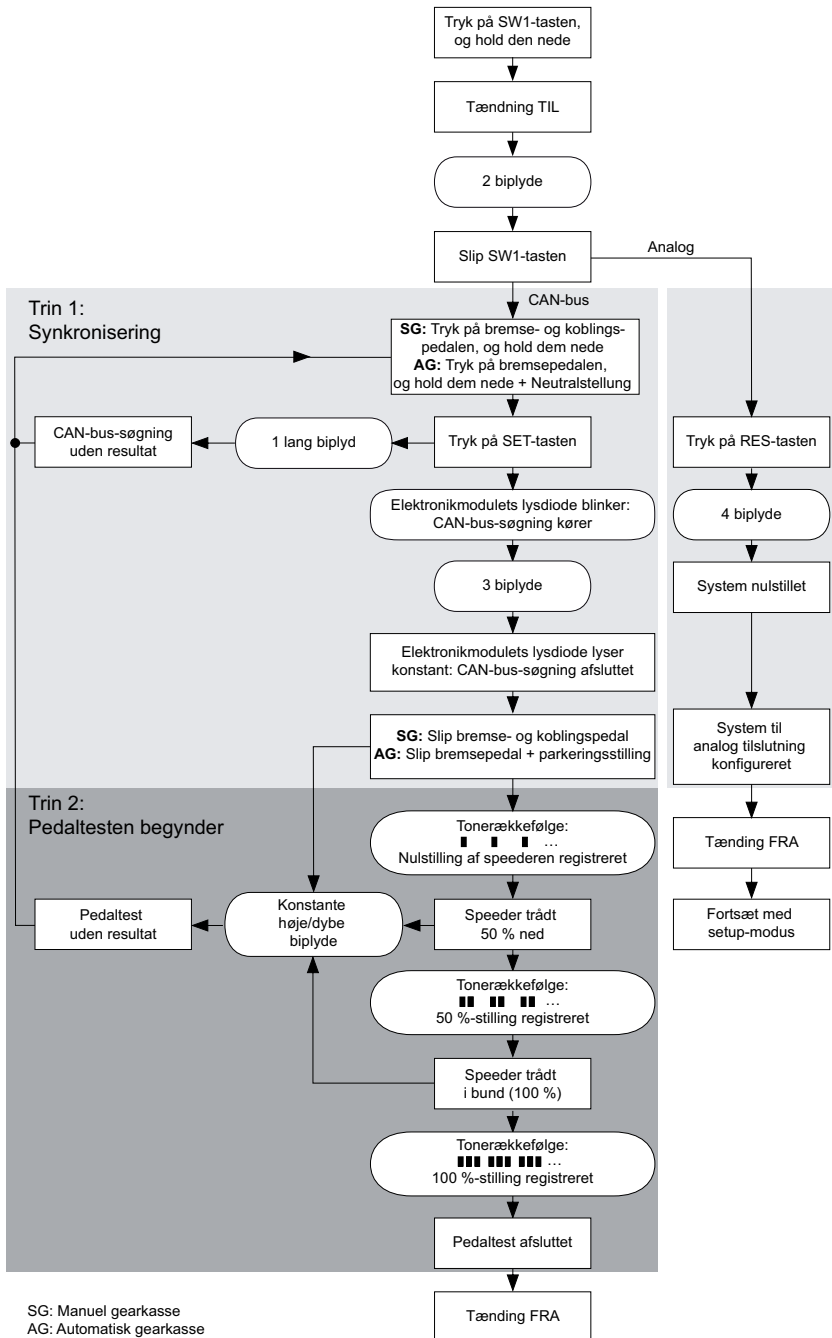 Tryk på SW1-tasten,
og hold den nede
Tændning TIL
2 biplyde
Slip SW1-tasten
Analog
CAN-bus
Trin 1:
Synkronisering
SG: Tryk på bremse- og koblings-
pedalen, og hold dem nede
AG: Tryk på bremsepedalen,
og hold dem nede + Neutralstellung
CAN-bus-søgning
uden resultat
1 lang biplyd
Tryk på SET-tasten
Tryk på RES-tasten
Elektronikmodulets lysdiode blinker:
CAN-bus-søgning kører
4 biplyde
3 biplyde
System nulstillet
Elektronikmodulets lysdiode lyser
konstant: CAN-bus-søgning afsluttet
SG: Slip bremse- og koblingspedal
AG: Slip bremsepedal + parkeringsstilling
System til
analog tilslutning
konfigureret
Trin 2:
Pedaltesten begynder
Tonerækkefølge:
...
Nulstilling af speederen registreret
Tænding FRA
Pedaltest
uden resultat
Konstante
høje/dybe
biplyde
Speeder trådt
50 % ned
Fortsæt med
setup-modus
Tonerækkefølge:
...
50 %-stilling registreret
Speeder trådt
i bund (100 %)
Tonerækkefølge:
...
100 %-stilling registreret
Pedaltest afsluttet
Tænding FRA
SG: Manuel gearkasse
AG: Automatisk gearkasse